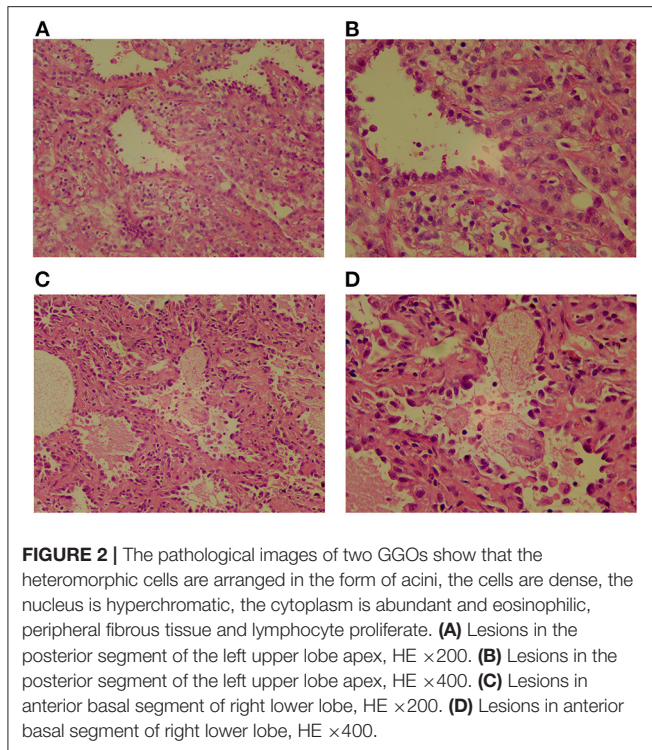 A
B
C
D
FIGURE 2 | The pathological images of two GGOs show that the
heteromorphic cells are arranged in the form of acini, the cells are dense, the
nucleus is hyperchromatic, the cytoplasm is abundant and eosinophilic,
peripheral fibrous tissue and lymphocyte proliferate. (A) Lesions in the
posterior segment of the left upper lobe apex, HE ×200. (B) Lesions in the
posterior segment of the left upper lobe apex, HE ×400. (C) Lesions in
anterior basal segment of right lower lobe, HE ×200. (D) Lesions in anterior
basal segment of right lower lobe, HE ×400.